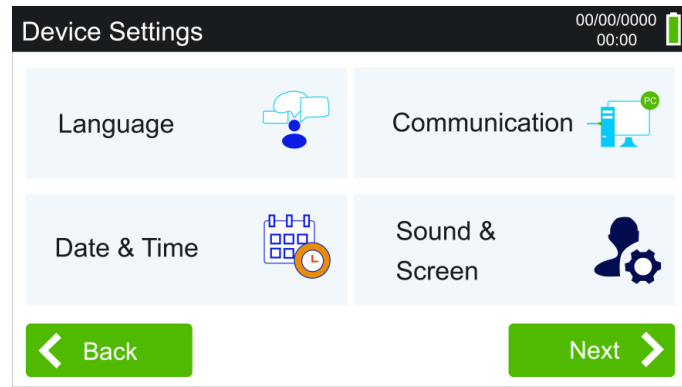 Device Settings
00/00/0000
00:00
Language
Communication
PC
Date & Time
Sound &
Screen
Back
Next